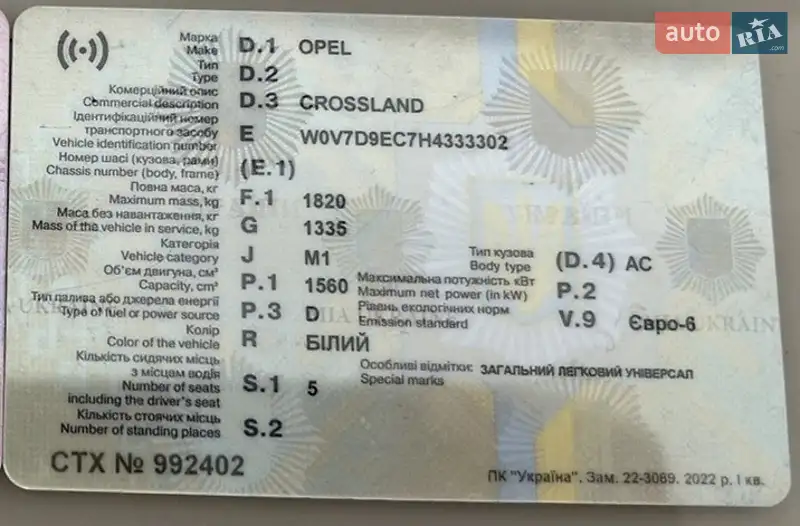 auto RIA.com
Марка
Make D.1 OPEL
Тип
Type D.2
Комерційний опис
Commercial description D.3 CROSSLAND
Ідентифікаційний номер
транспортного засобу
Vehicle identification number E W0V7D9EC7H4333302
Номер шасі (кузова, рами)
Chassis number (body, frame) (E.1)
Повна маса, кг
Maximum mass, kg F.1 1820
Маса без навантаження, кг
Mass of the vehicle in service, kg G 1335
Категорія
Vehicle category J M1
Тип кузова
Body type (D.4) AC
Об'єм двигуна, см³
Capacity, cm³ P.1 1560
Максимальна потужність кВт
Maximum net power (in kW) P.2
Тип палива або джерела енергії
Type of fuel or power source P.3 D
Рівень екологічних норм
Emission standard V.9 Євро-6
Колір
Color of the vehicle R БІЛИЙ
Кількість сидячих місць
з місцем водія
Number of seats
including the driver's seat S.1 5
Особливі відмітки: ЗАГАЛЬНИЙ ЛЕГКОВИЙ УНІВЕРСАЛ
Special marks
Кількість стоячих місць
Number of standing places S.2
СТХ № 992402
ПК "Україна". Зам. 22-3089. 2022 р. I кв.